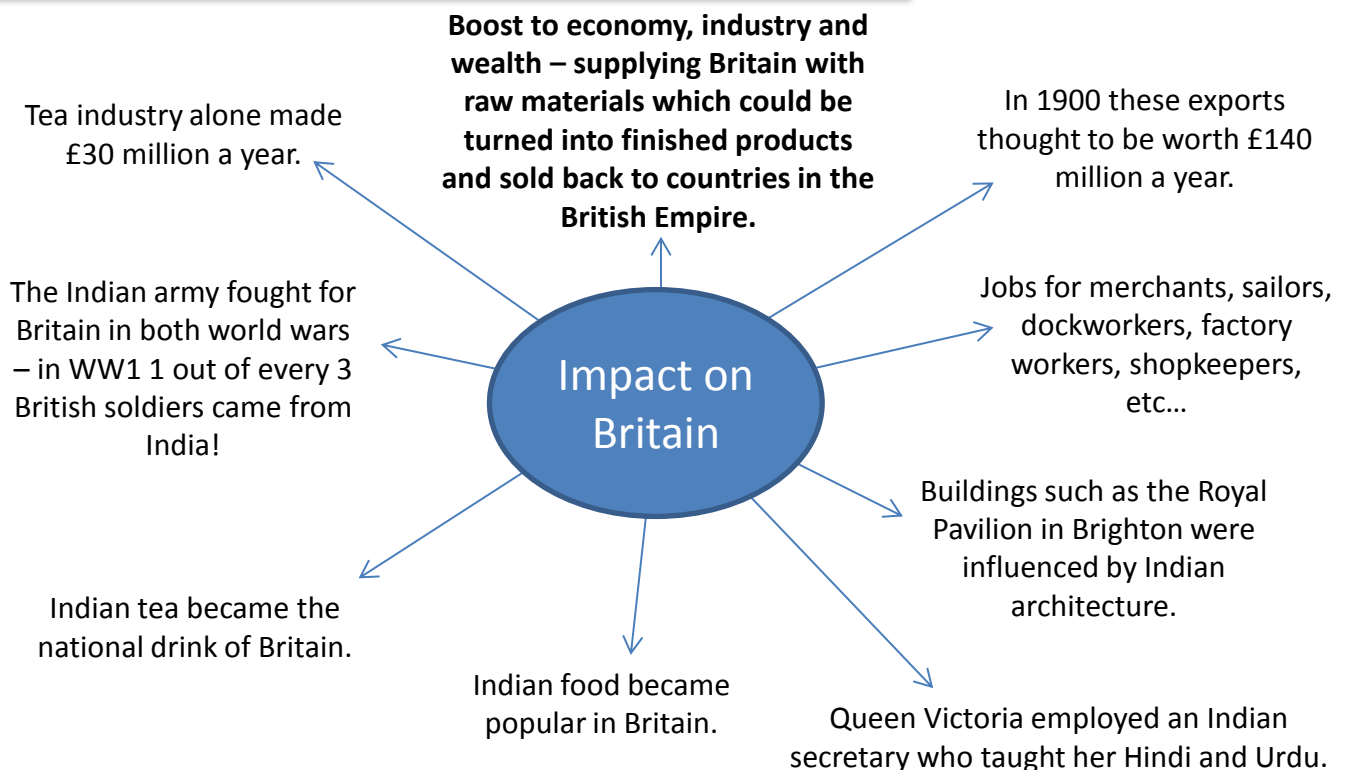 Boost to economy, industry and
wealth – supplying Britain with
raw materials which could be
turned into finished products
and sold back to countries in the
British Empire.
Tea industry alone made
£30 million a year.
In 1900 these exports
thought to be worth £140
million a year.
The Indian army fought for
Britain in both world wars
– in WW1 1 out of every 3
British soldiers came from
India!
Jobs for merchants, sailors,
dockworkers, factory
workers, shopkeepers,
etc...
Impact on
Britain
Buildings such as the Royal
Pavilion in Brighton were
influenced by Indian
architecture.
Indian tea became the
national drink of Britain.
Indian food became
popular in Britain.
Queen Victoria employed an Indian
secretary who taught her Hindi and Urdu.